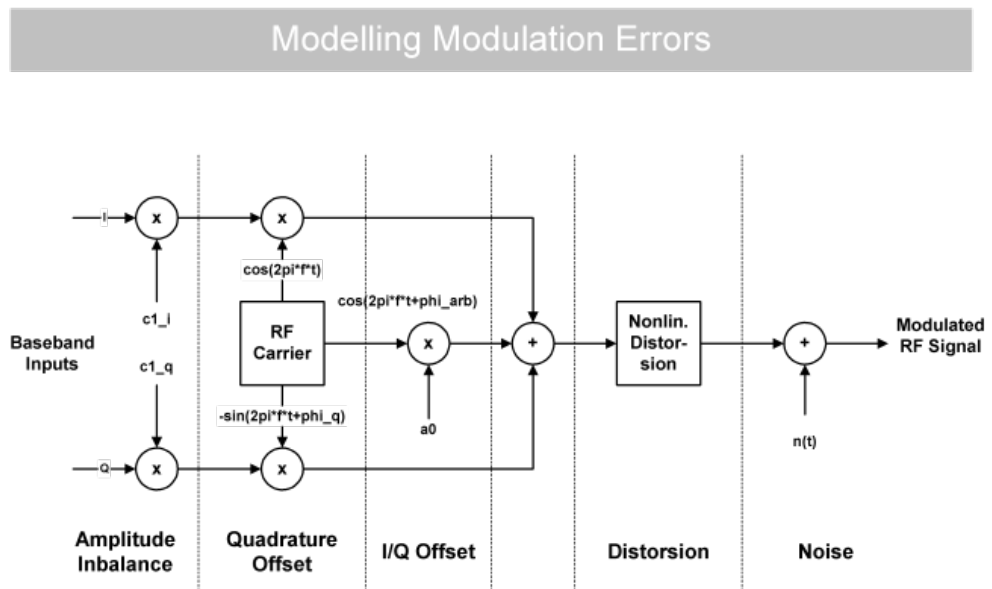 Modelling Modulation Errors
I
x
x
cos(2pi*f*t)
cos(2pi*f*t+phi_arb)
c1_i
Baseband
Inputs
RF
Carrier
x
+
Nonlin.
Distor-
sion
+
Modulated
RF Signal
c1_q
-sin(2pi*f*t+phi_q)
a0
n(t)
Q
x
x
Amplitude
Inbalance
Quadrature
Offset
I/Q Offset
Distorsion
Noise